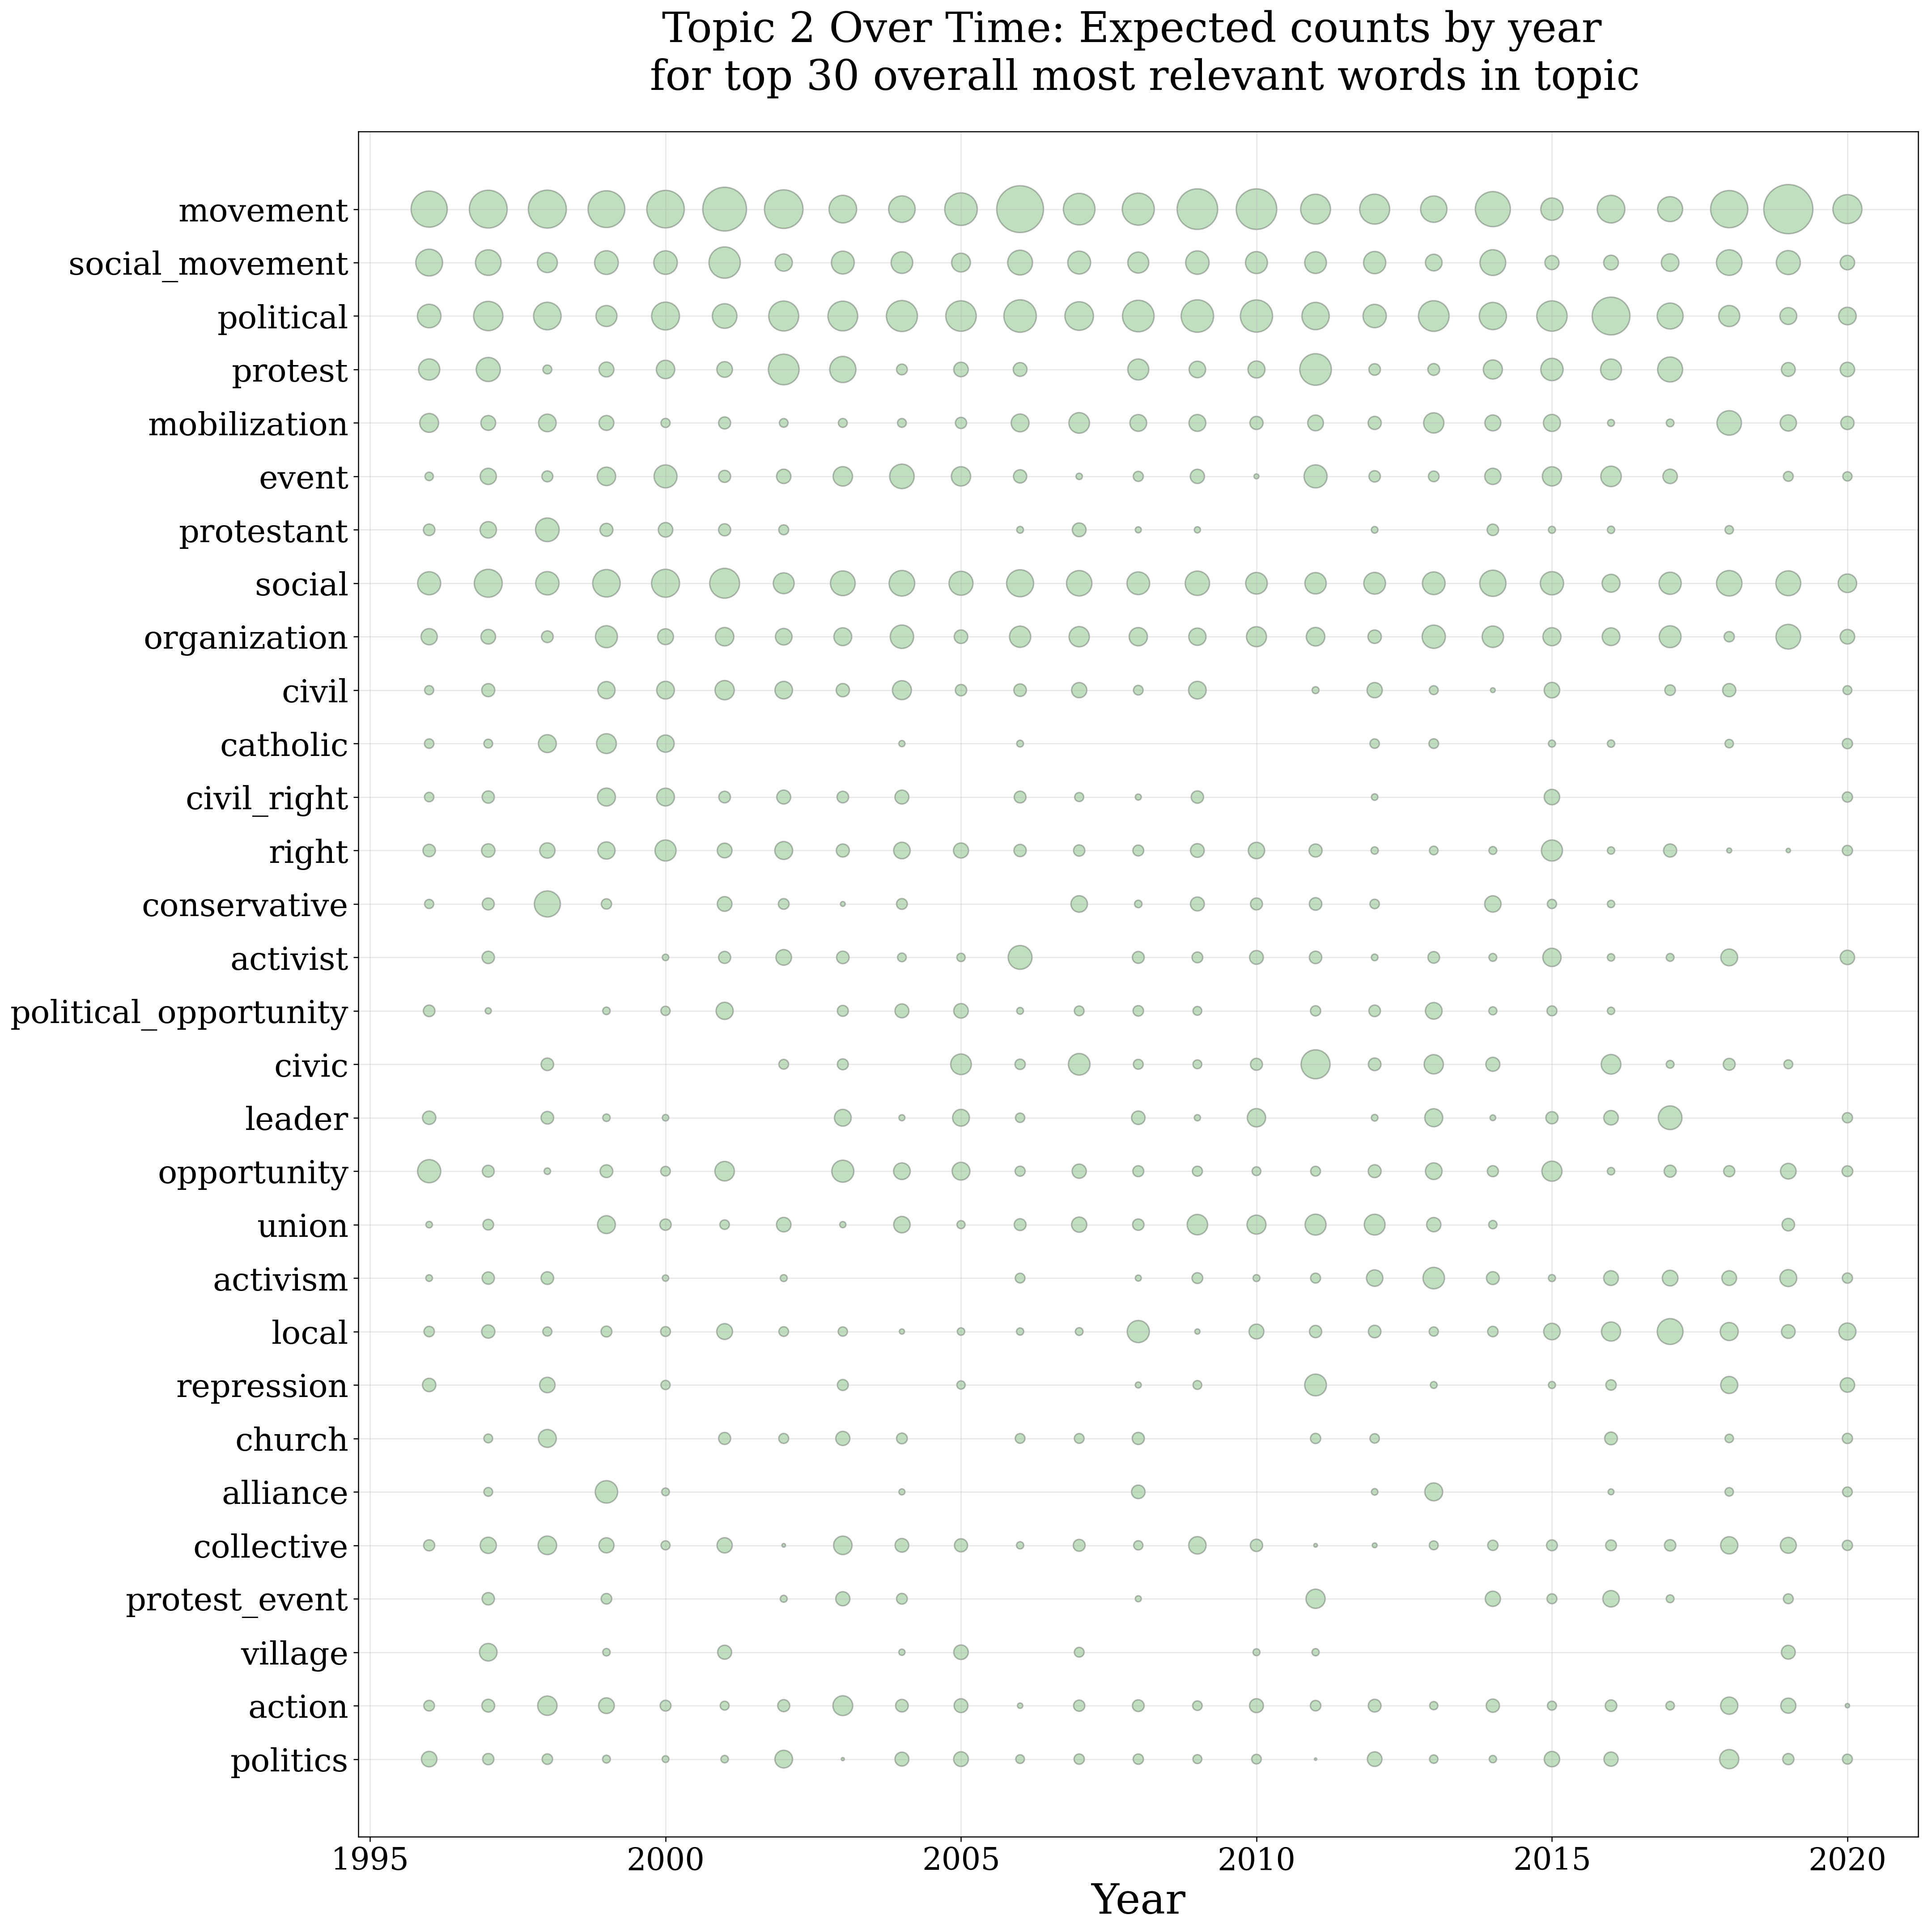 Topic 2 Over Time: Expected counts by year
for top 30 overall most relevant words in topic
movement
social_movement
political
protest
mobilization
event
protestant
social
organization
civil
catholic
civil_right
right
conservative
activist
political_opportunity
civic
leader
opportunity
union
activism
local
repression
church
alliance
collective
protest_event
village
action
politics
1995 2000 2005 2010 2015 2020
Year